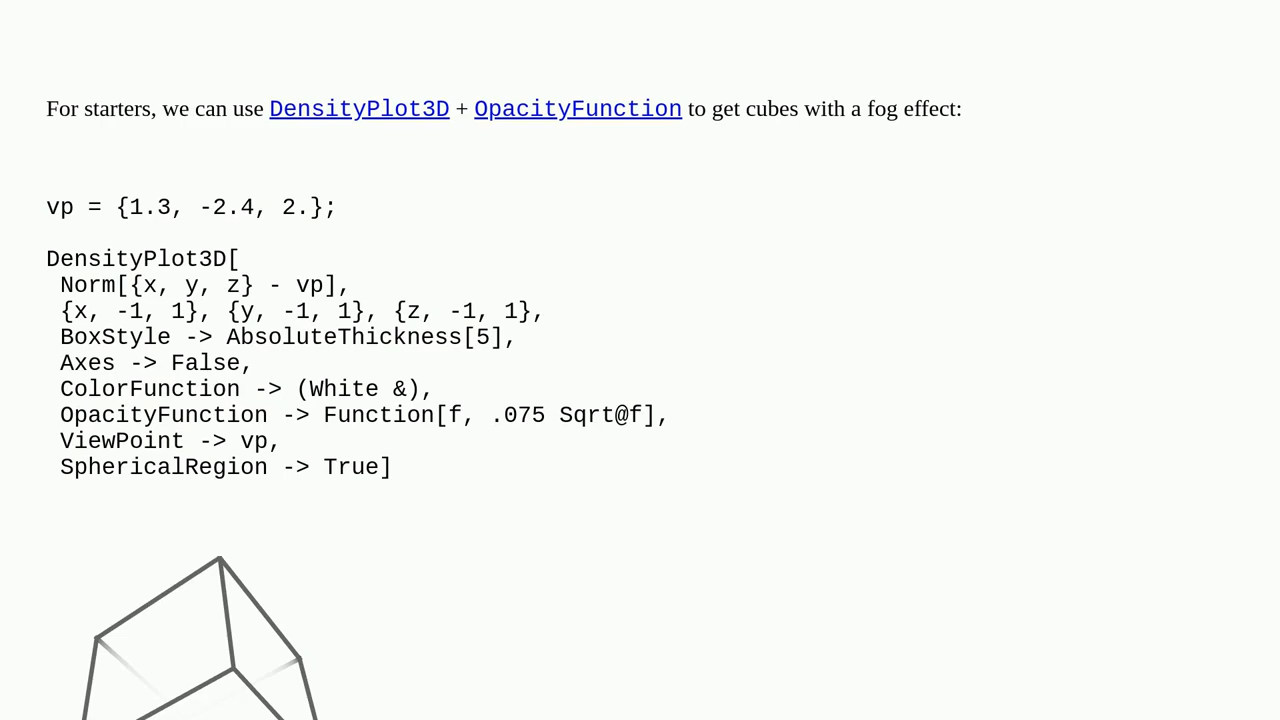 For starters, we can use DensityPlot3D + OpacityFunction to get cubes with a fog effect:
vp = {1.3, -2.4, 2.};
DensityPlot3D[
 Norm[{x, y, z} - vp],
 {x, -1, 1}, {y, -1, 1}, {z, -1, 1},
 BoxStyle -> AbsoluteThickness[5],
 Axes -> False,
 ColorFunction -> (White &),
 OpacityFunction -> Function[f, .075 Sqrt@f],
 ViewPoint -> vp,
 SphericalRegion -> True]